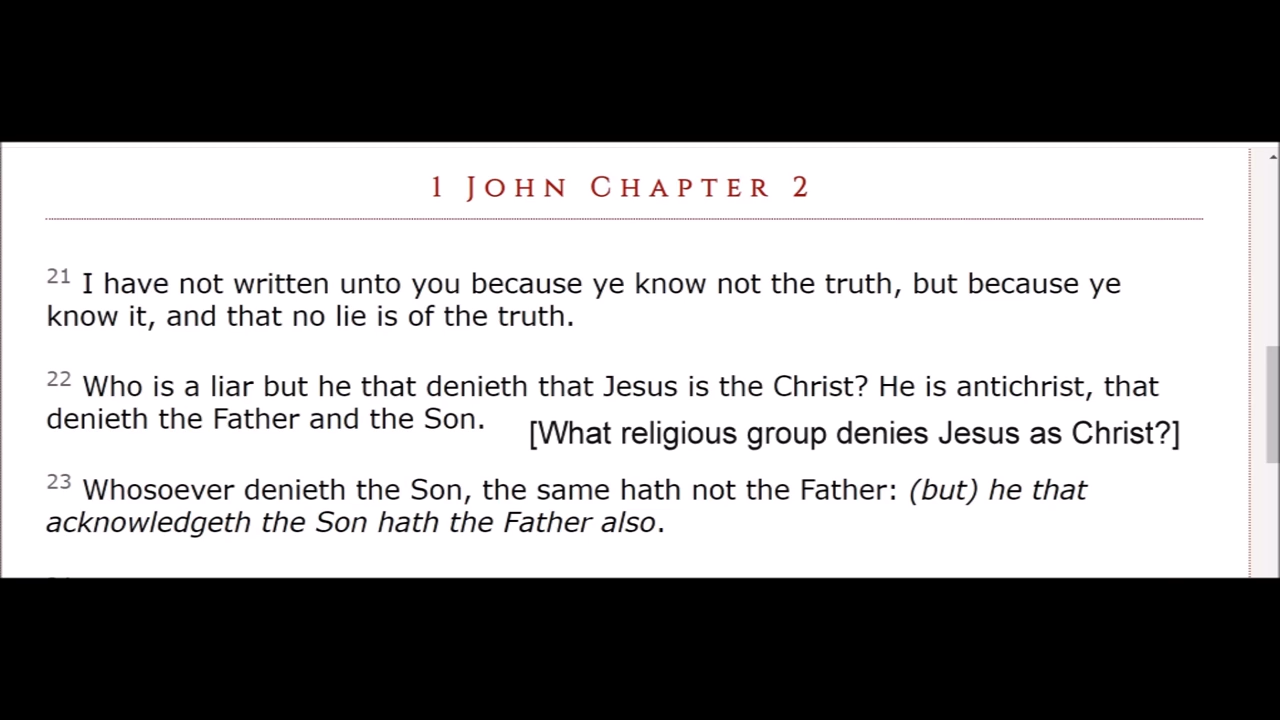 1 John Chapter 2
21 I have not written unto you because ye know not the truth, but because ye
know it, and that no lie is of the truth.
22 Who is a liar but he that denieth that Jesus is the Christ? He is antichrist, that
denieth the Father and the Son.
[What religious group denies Jesus as Christ?]
23 Whosoever denieth the Son, the same hath not the Father: (but) he that
acknowledgeth the Son hath the Father also.